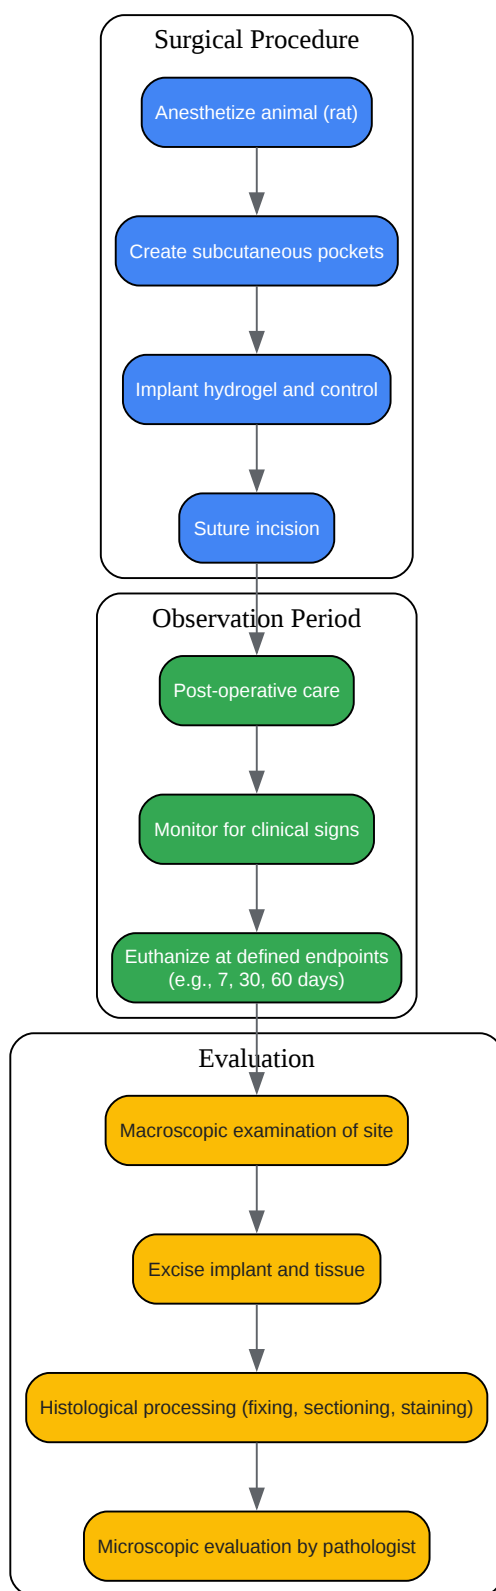 Surgical Procedure
Anesthetize animal (rat)
Create subcutaneous pockets
Implant hydrogel and control
Suture incision
Observation Period
Post-operative care
Monitor for clinical signs
Euthanize at defined endpoints
(e.g., 7, 30, 60 days)
Evaluation
Macroscopic examination of site
Excise implant and tissue
Histological processing (fixing, sectioning, staining)
Microscopic evaluation by pathologist